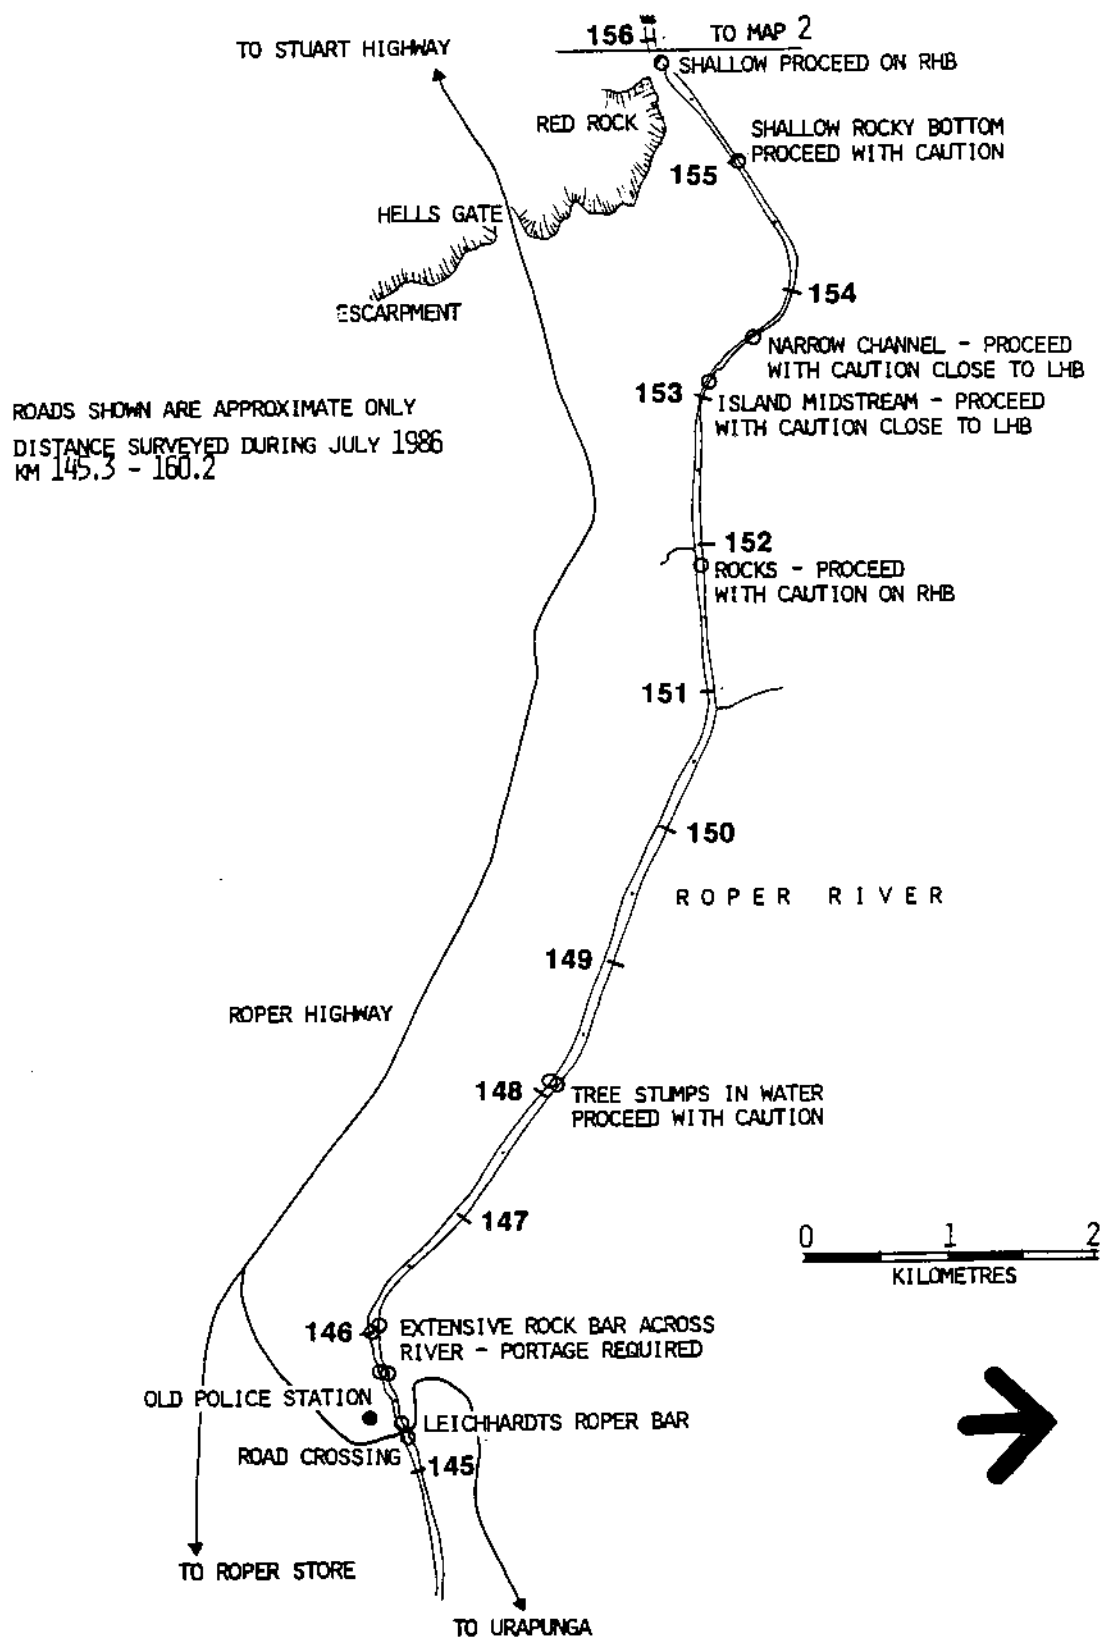 156
TO MAP 2
TO STUART HIGHWAY
SHALLOW PROCEED ON RHB
RED ROCK
SHALLOW ROCKY BOTTOM
PROCEED WITH CAUTION
155
HELLS GATE
154
ESCARPMENT
NARROW CHANNEL - PROCEED
WITH CAUTION CLOSE TO LHB
153
ISLAND MIDSTREAM - PROCEED
WITH CAUTION CLOSE TO LHB
ROADS SHOWN ARE APPROXIMATE ONLY
DISTANCE SURVEYED DURING JULY 1986
KM 145.3 - 160.2
152
ROCKS - PROCEED
WITH CAUTION ON RHB
151
150
ROPER RIVER
149
ROPER HIGHWAY
148
TREE STUMPS IN WATER
PROCEED WITH CAUTION
147
0 1 2
KILOMETRES
146
EXTENSIVE ROCK BAR ACROSS
RIVER - PORTAGE REQUIRED
OLD POLICE STATION
LEICHHARDTS ROPER BAR
ROAD CROSSING
145
TO ROPER STORE
TO URAPUNGA